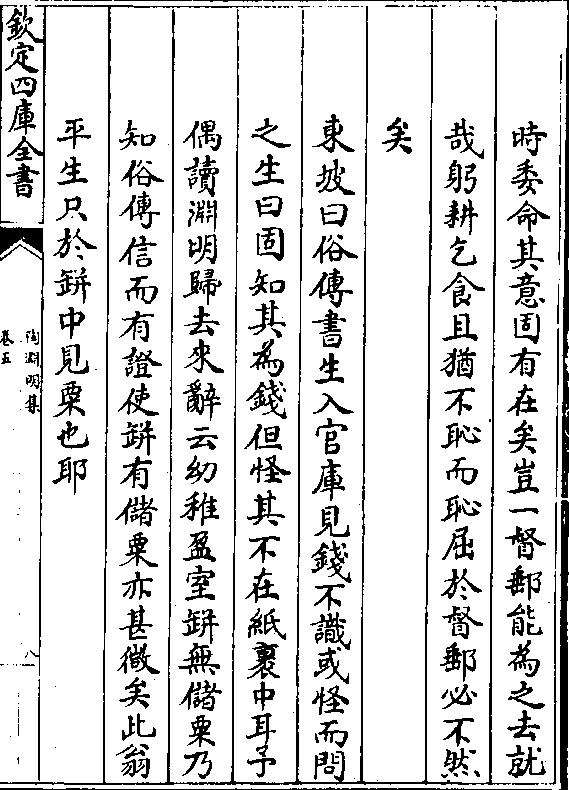 時委命其意固有在矣豈一督郵能為之去就
哉躬耕乞食且猶不恥而恥屈於督郵必不然
矣
東坡曰俗傳書生入官庫見錢不識或怪而問
之生曰固知其為錢但怪其不在紙裹中耳予
偶讀淵明歸去來辭云幼稚盈室缾無儲粟乃
知俗傳信而有證使缾有儲粟亦甚微矣此翁
平生只於缾中見粟也耶
欽定四庫全書
陶淵明集
卷五
八